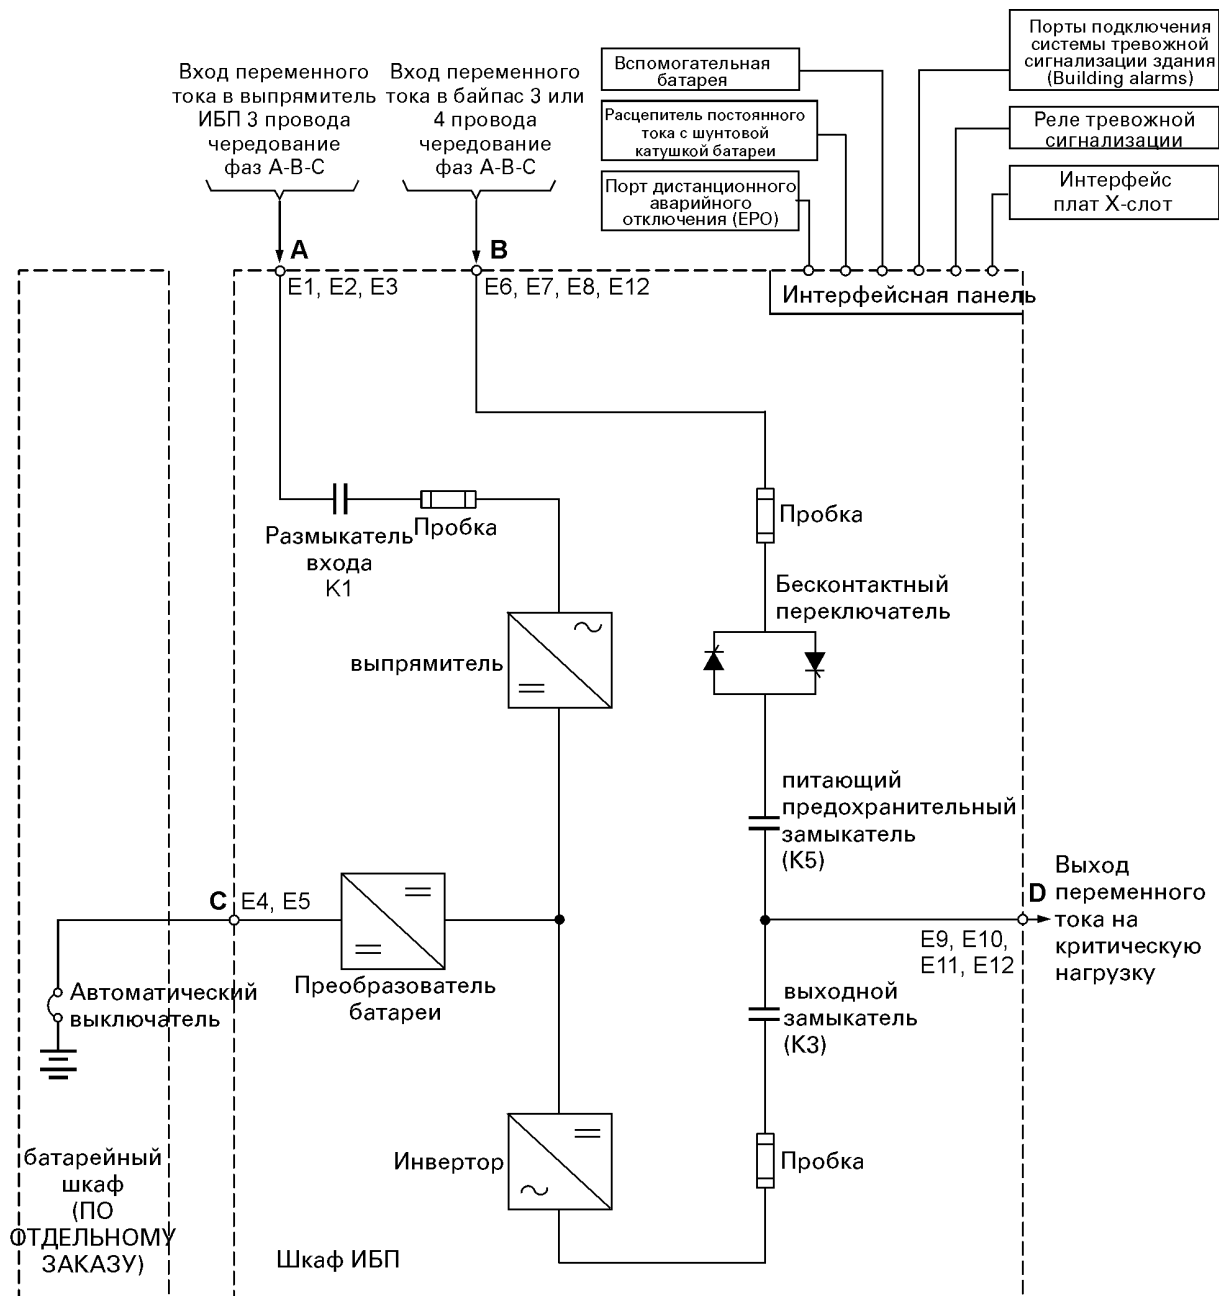 Вход переменного
тока в выпрямитель
ИБП 3 провода
чередование
фаз А-В-С
Вход переменного
тока в байпас 3 или
4 провода
чередование
фаз А-В-С
Вспомогательная
батарея
Расцепитель постоянного
тока с шунтовой
катушкой батареи
Порт дистанционного
аварийного
отключения (EPO)
Порты подключения
системы тревожной
сигнализации здания
(Building alarms)
Реле тревожной
сигнализации
Интерфейс
плат Х-слот
A
B
E1, E2, E3
E6, E7, E8, E12
Интерфейсная панель
Размыкатель
входа
K1
Пробка
Пробка
Бесконтактный
переключатель
выпрямитель
питающий
предохранительный
замыкатель
(K5)
C
E4, E5
D
Выход
переменного
тока на
критическую
нагрузку
E9, E10,
E11, E12
Преобразователь
батареи
Автоматический
выключатель
выходной
замыкатель
(K3)
Инвертор
Пробка
батарейный
шкаф
(ПО
ОТДЕЛЬНОМУ
ЗАКАЗУ)
Шкаф ИБП